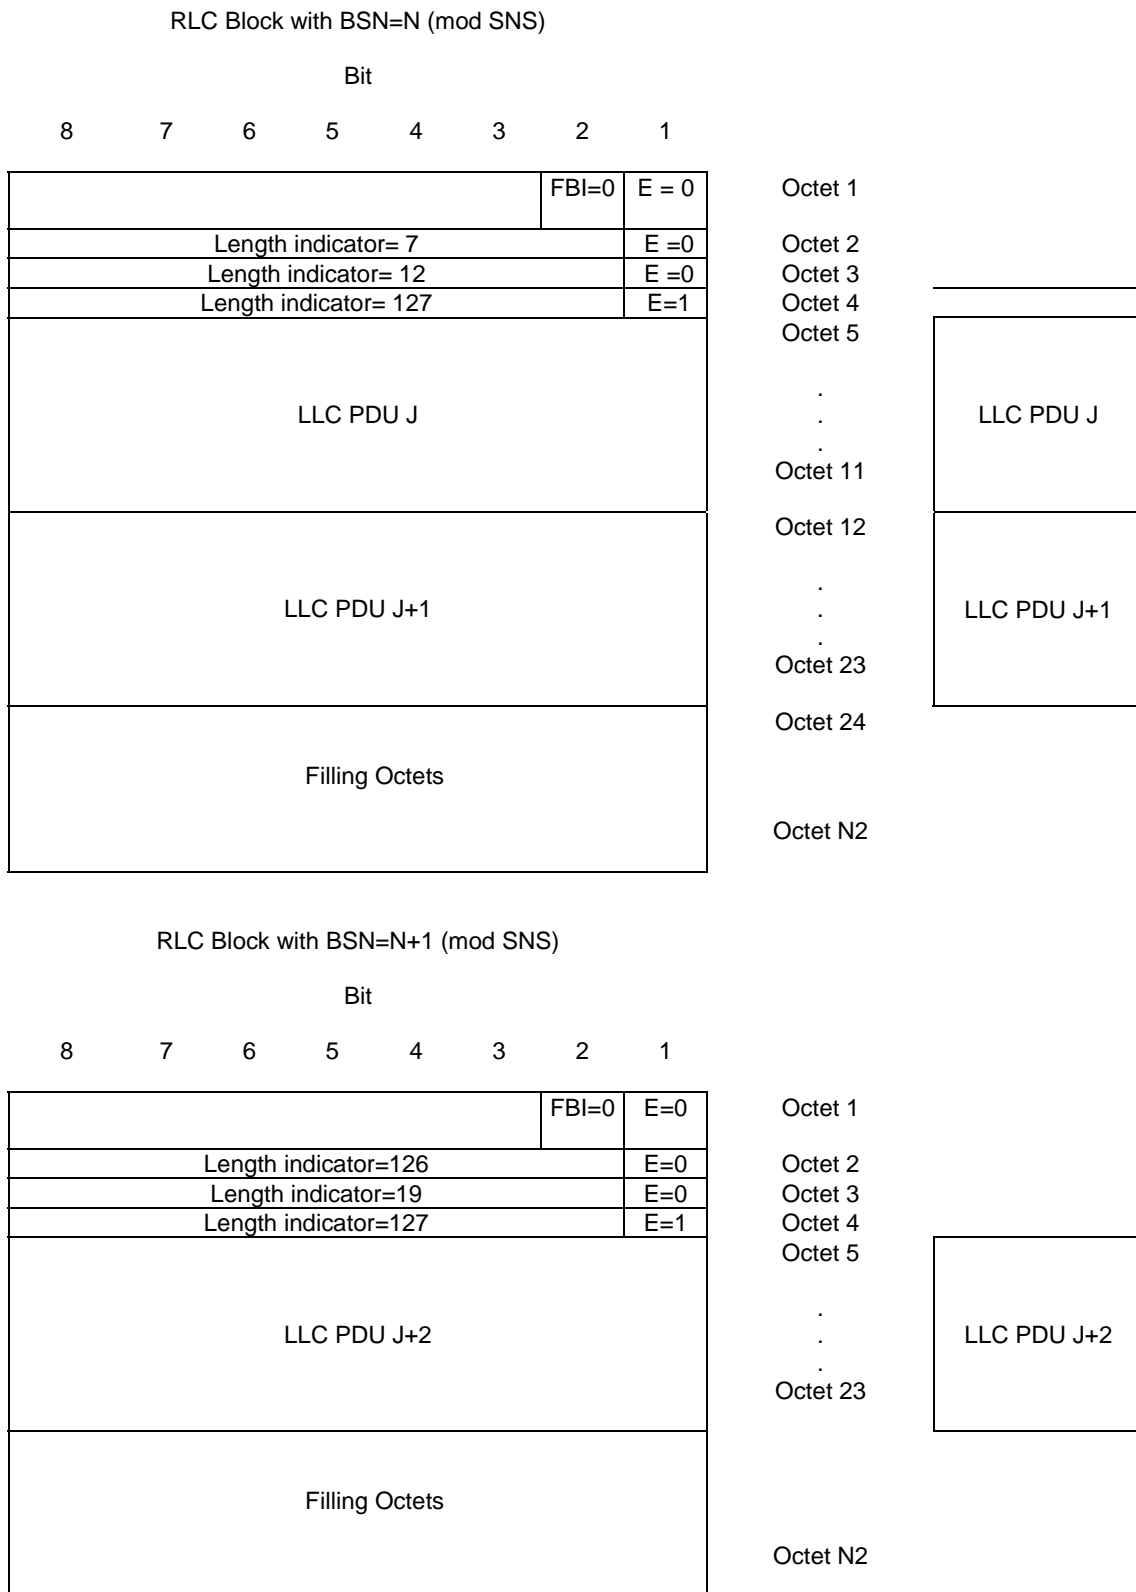 RLC Block with BSN=N (mod SNS)
Bit
8 7 6 5 4 3 2 1
FBI=0 E = 0 Octet 1
Length indicator= 7 E =0 Octet 2
Length indicator= 12 E =0 Octet 3
Length indicator= 127 E=1 Octet 4
Octet 5
.
LLC PDU J . LLC PDU J
.
Octet 11
Octet 12
.
LLC PDU J+1 . LLC PDU J+1
.
Octet 23
Octet 24
Filling Octets
Octet N2
RLC Block with BSN=N+1 (mod SNS)
Bit
8 7 6 5 4 3 2 1
FBI=0 E=0 Octet 1
Length indicator=126 E=0 Octet 2
Length indicator=19 E=0 Octet 3
Length indicator=127 E=1 Octet 4
Octet 5
.
LLC PDU J+2 . LLC PDU J+2
.
Octet 23
Filling Octets
Octet N2